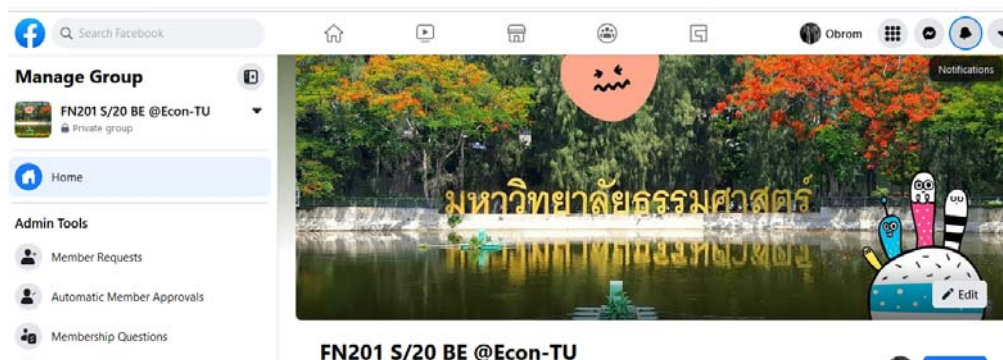 Search Facebook
Obrom
Notifications
Manage Group
FN201 S/20 BE @Econ-TU
Private group
Home
Admin Tools
Member Requests
Automatic Member Approvals
Membership Questions
มหาวิทยาลัยธรรมศาสตร์
Edit
FN201 S/20 BE @Econ-TU